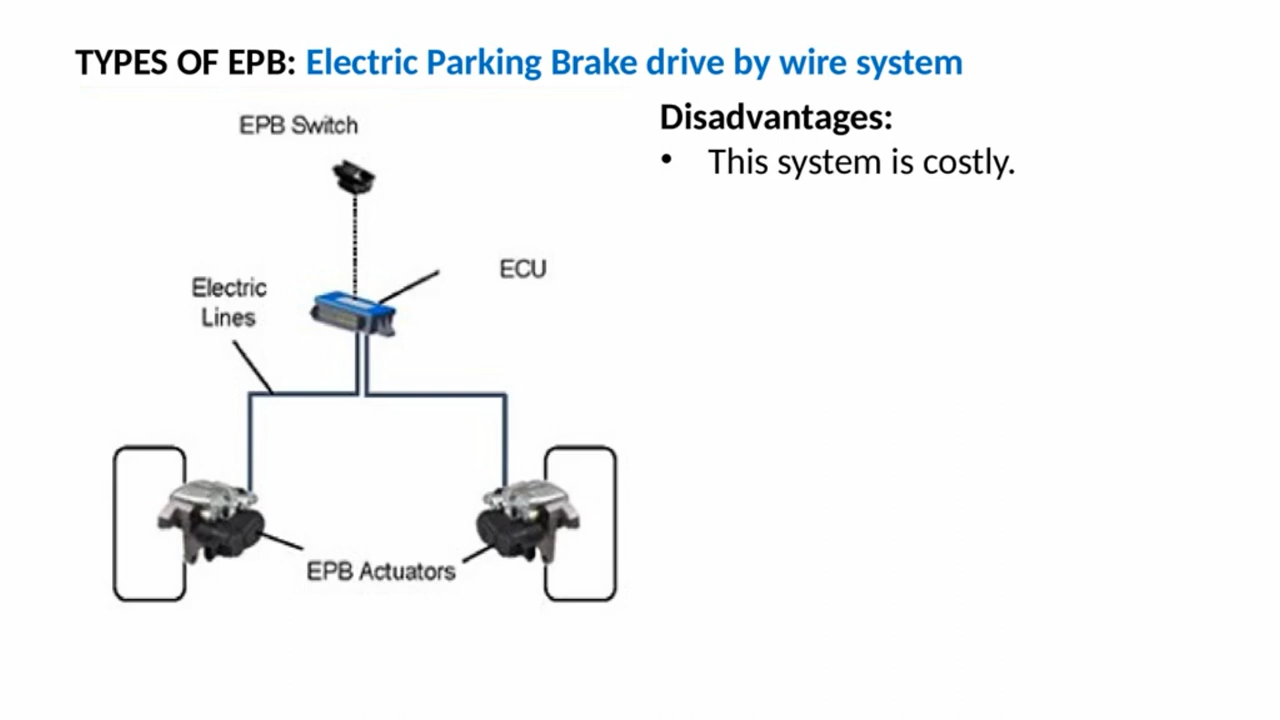 TYPES OF EPB: Electric Parking Brake drive by wire system
Disadvantages:
• This system is costly.
EPB Switch
ECU
Electric
Lines
EPB Actuators